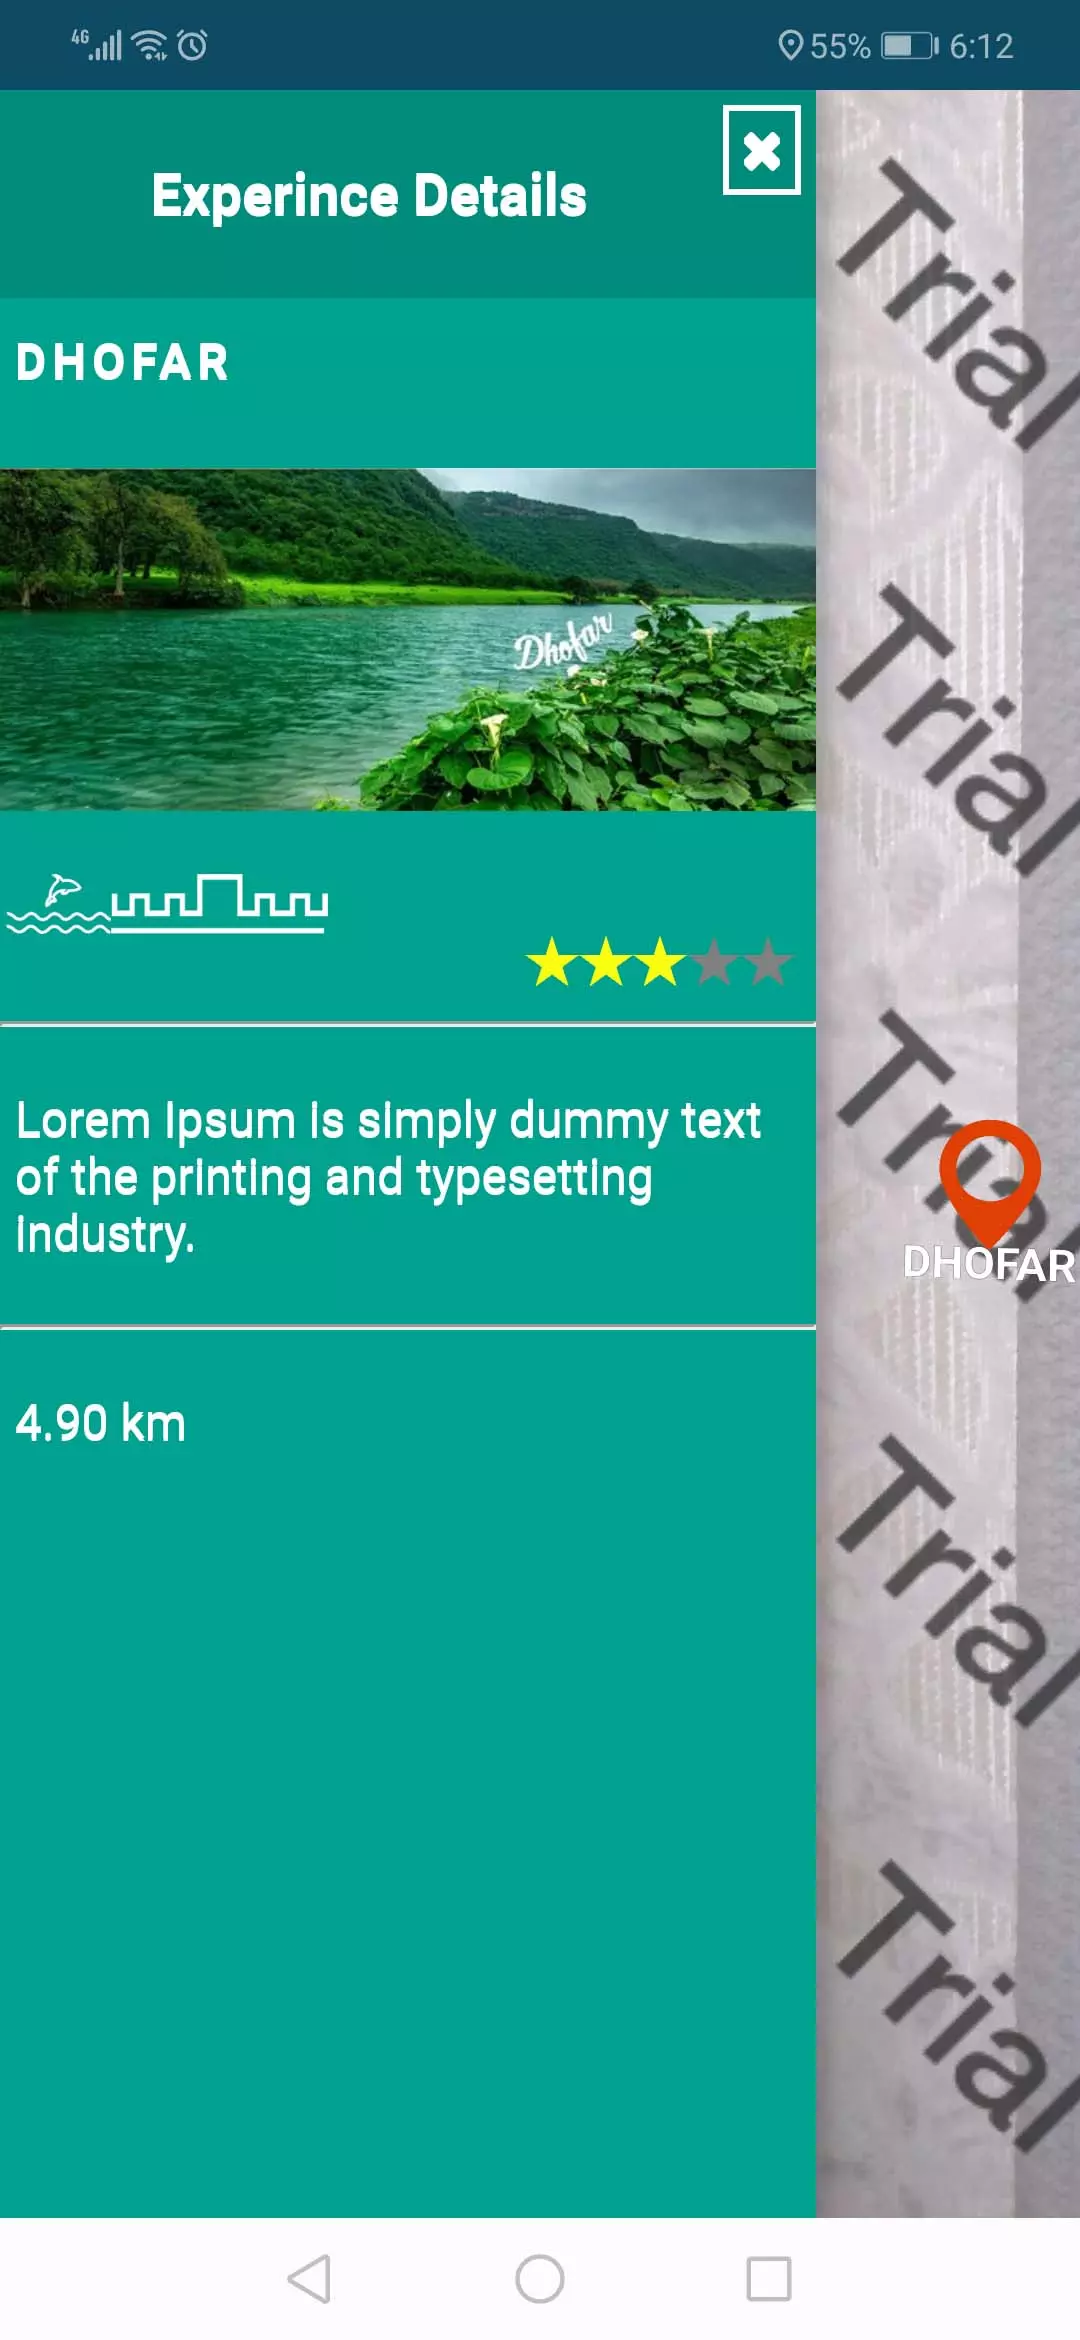 4G 55% 6:12
Experince Details
DHOFAR
Dhofar
Lorem Ipsum is simply dummy text
of the printing and typesetting
industry.
4.90 km
Trial
Trial
Trial
DHOFAR
Trial
Trial